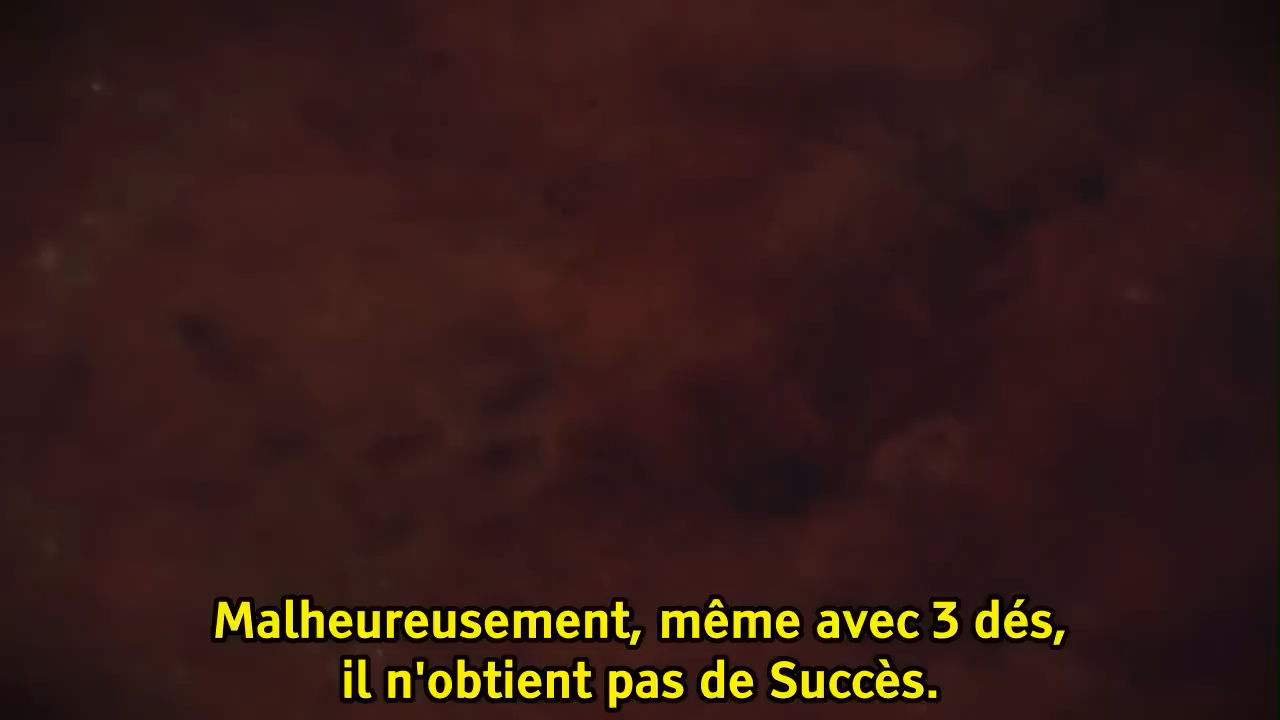 Malheureusement, même avec 3 dés,
il n'obtient pas de Succès.